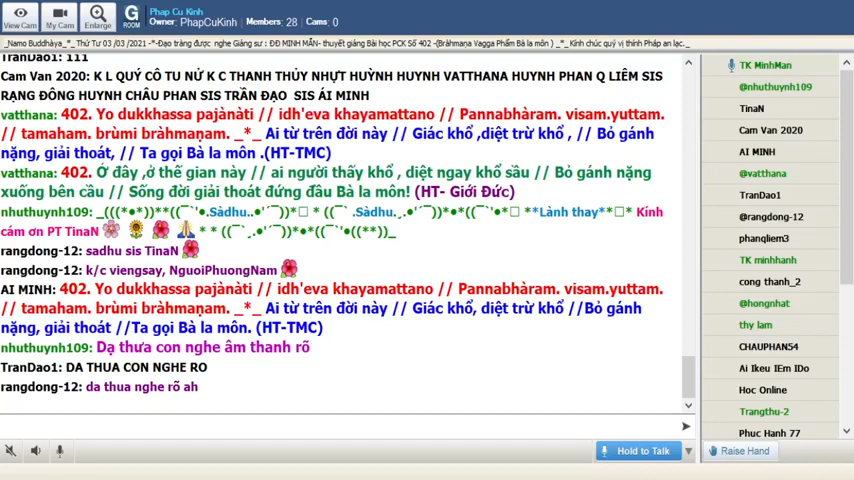 View Cam
My Cam
Enlarge
G
ROOM
Phap Cu Kinh
Owner: PhapCuKinh , Members: 28 , Cams: 0
_Namo Buddhàya_*_ Thứ Tư 03 /03 /2021 -*-Đạo tràng được nghe Giảng sư : ĐĐ MINH MẪN- thuyết giảng Bài học PCK Số 402 -(Bràhmaṇa Vagga Phẩm Bà la môn ) _*_ Kính chúc quý vị thính Pháp an lạc._
TranDao1: 111
Cam Van 2020: K L QUÝ CÔ TU NỮ K C THANH THỦY NHỰT HUỲNH HUYNH VATTHANA HUYNH PHAN Q LIÊM SIS
RẠNG ĐÔNG HUYNH CHÂU PHAN SIS TRẦN ĐẠO SIS ÁI MINH
vatthana: 402. Yo dukkhassa pajànàti // idh'eva khayamattano // Pannabhàram. visam.yuttam.
// tamaham. brùmi bràhmaṇam. _*_ Ai từ trên đời này // Giác khổ ,diệt trừ khổ , // Bỏ gánh
nặng, giải thoát, // Ta gọi Bà la môn .(HT-TMC)
vatthana: 402. Ở đây ,ở thế gian này // ai người thấy khổ , diệt ngay khổ sầu // Bỏ gánh nặng
xuống bên cầu // Sống đời giải thoát đứng đầu Bà la môn! (HT- Giới Đức)
nhuthuynh109: _(((*•*))**((¯`'•.Sàdhu..•'´¯))*□ * ((¯` .Sàdhu.¸.•'´¯))*•*((¯`'•*□ **Lành thay**□*□ Kính
cám ơn PT TinaN 🌸 🌻 🌺 🙏 * * ((¯`¸.•'´¯))*•*((¯`'•((**))_
rangdong-12: sadhu sis TinaN 🌺
rangdong-12: k/c viengsay, NguoiPhuongNam 🌺
AI MINH: 402. Yo dukkhassa pajànàti // idh'eva khayamattano // Pannabhàram. visam.yuttam.
// tamaham. brùmi bràhmaṇam. _*_ Ai từ trên đời này // Giác khổ, diệt trừ khổ //Bỏ gánh
nặng, giải thoát //Ta gọi Bà la môn. (HT-TMC)
nhuthuynh109: Dạ thưa con nghe âm thanh rõ
TranDao1: DA THUA CON NGHE RO
rangdong-12: da thua nghe rõ ah
Hold to Talk
TK MinhMan
@nhuthuynh109
TinaN
Cam Van 2020
AI MINH
@vatthana
TranDao1
@rangdong-12
phanqliem3
TK minhhanh
cong thanh_2
@hongnhat
thy lam
CHAUPHAN54
Ai Ikeu IEm IDo
Hoc Online
Trangthu-2
Phuc Hanh 77
Raise Hand